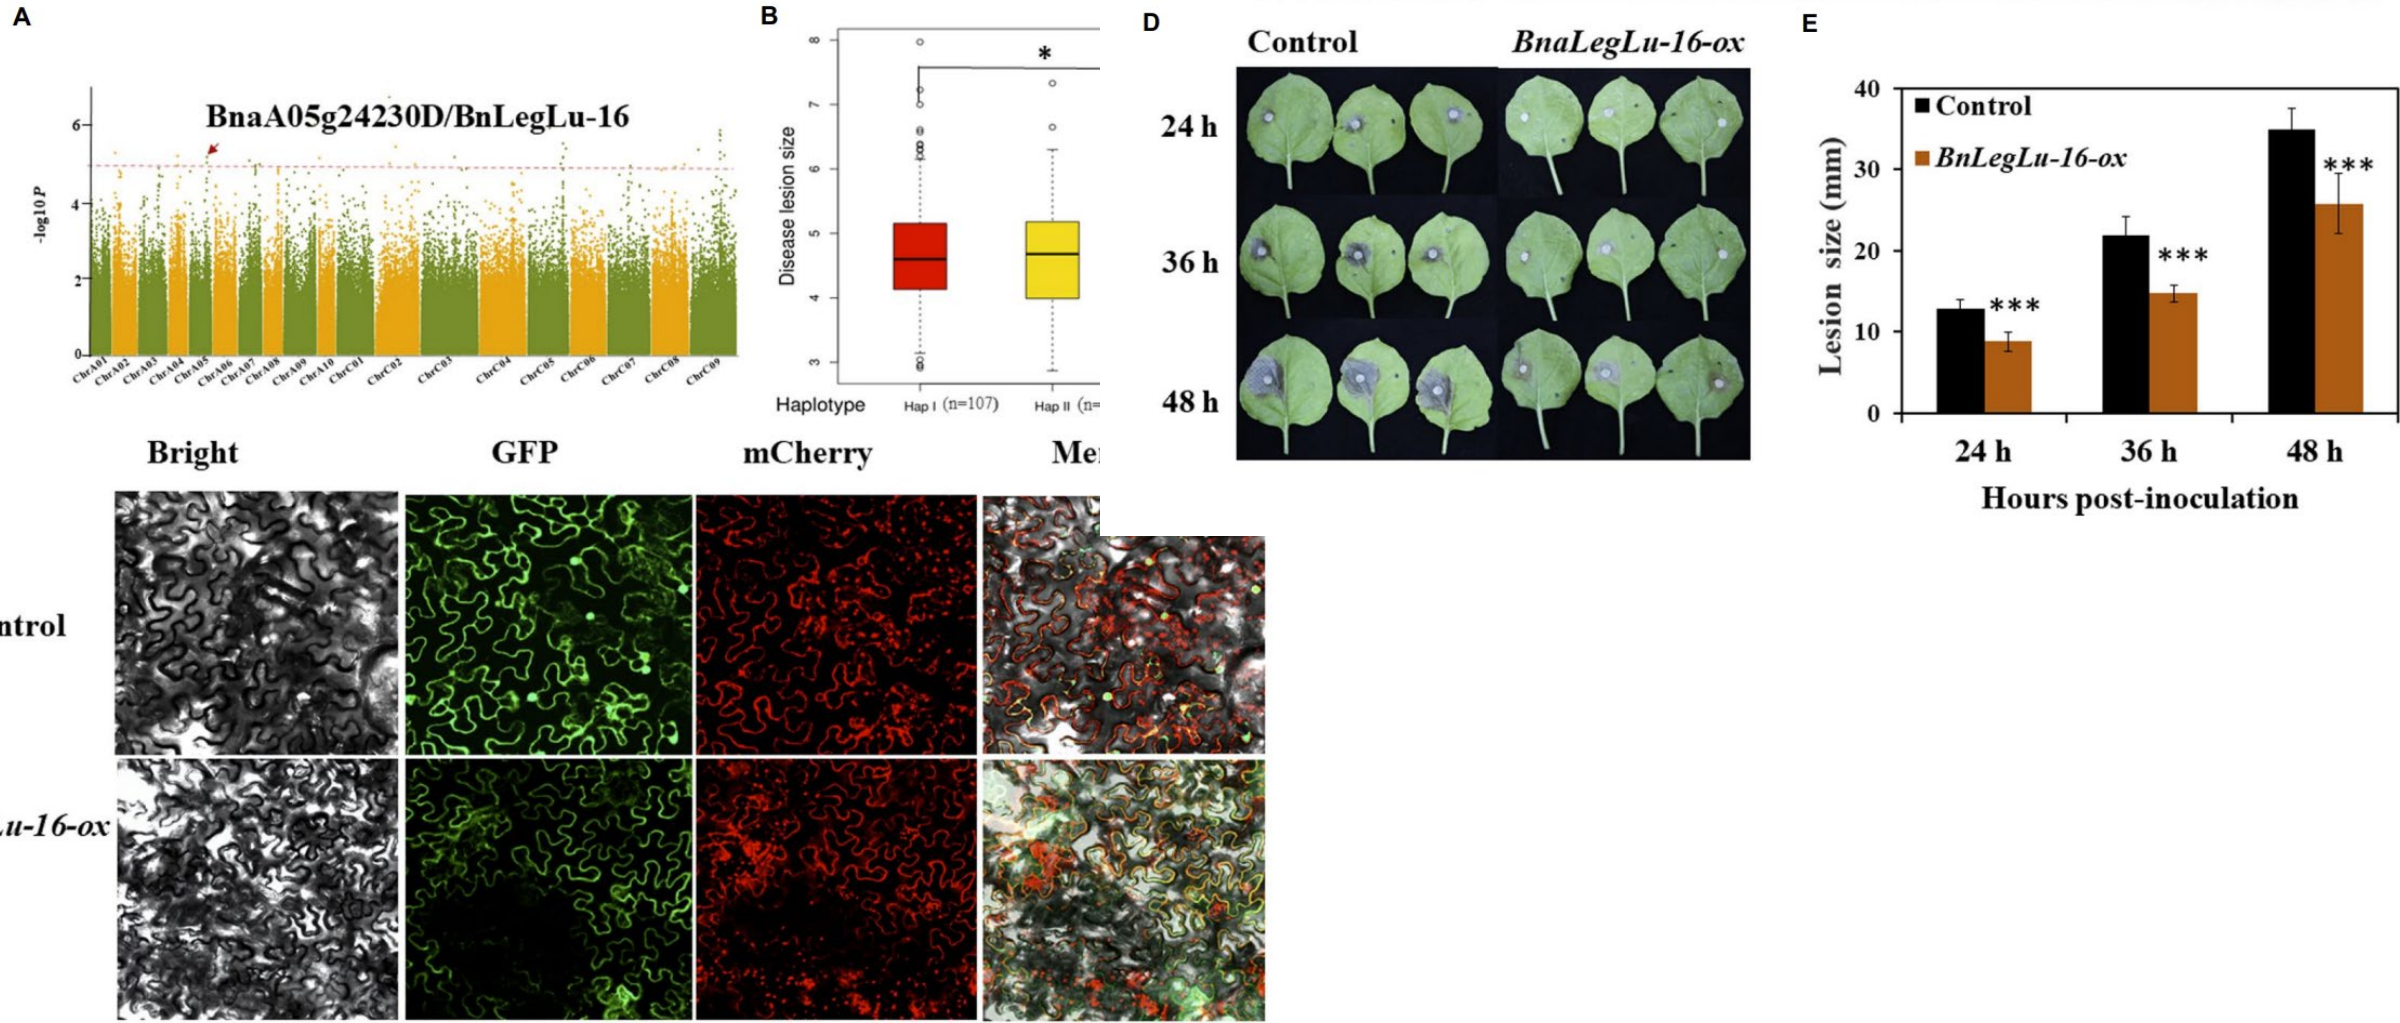 A
BnaA05g24230D/BnLegLu-16
6
4
2
0
-log10 P
ChrA01 ChrA02 ChrA03 ChrA04 ChrA05 ChrA06 ChrA07 ChrA08 ChrA09 ChrA10 ChrC01 ChrC02 ChrC03 ChrC04 ChrC05 ChrC06 ChrC07 ChrC08 ChrC09
B
*
8
7
6
5
4
3
Disease lesion size
Haplotype
Hap I (n=107) Hap II (n=
Bright GFP mCherry Mer
ntrol
Lu-16-ox
D
Control BnaLegLu-16-ox
24 h
36 h
48 h
E
Control
BnLegLu-16-ox
40
30
20
10
0
Lesion size (mm)
***
***
***
24 h 36 h 48 h
Hours post-inoculation